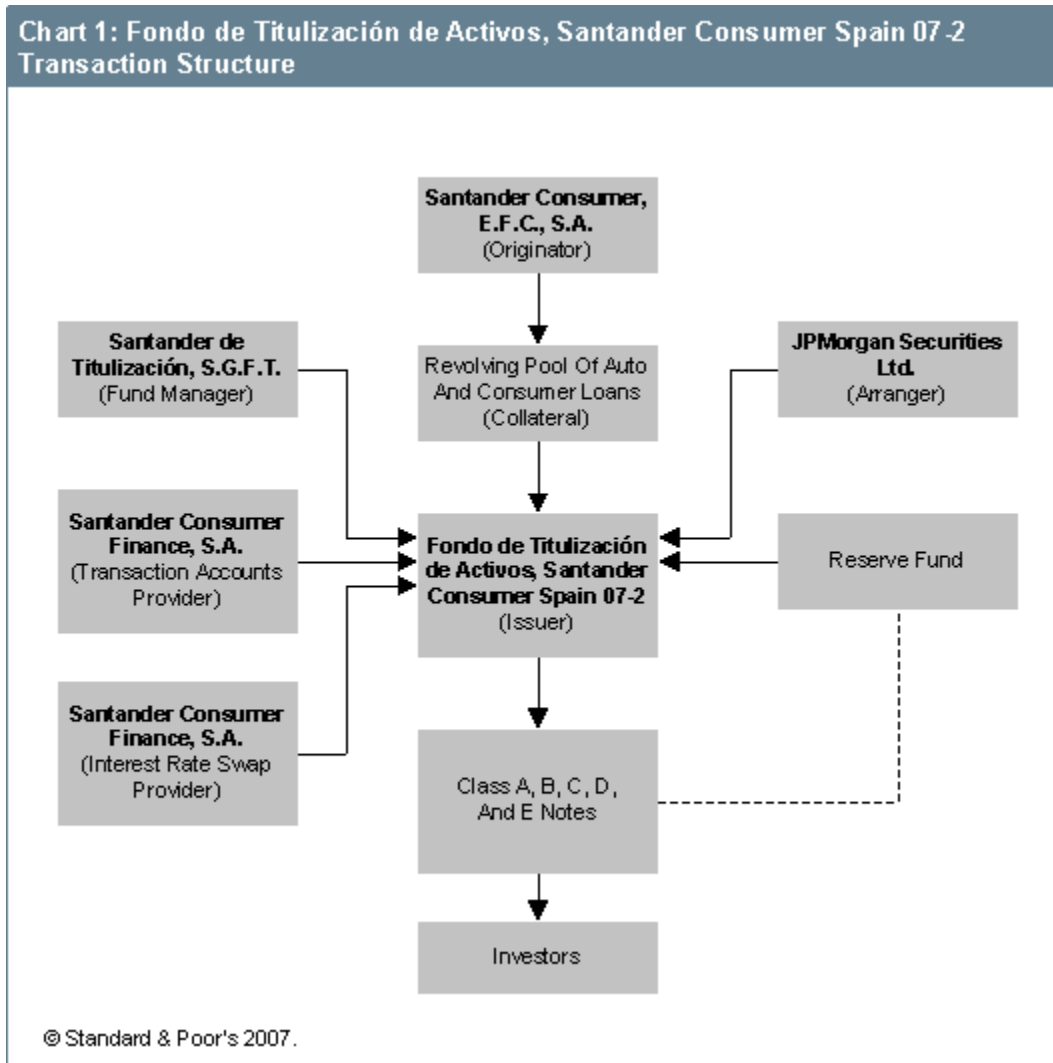 Chart 1: Fondo de Titulización de Activos, Santander Consumer Spain 07-2
Transaction Structure
Santander Consumer,
E.F.C., S.A.
(Originator)
Santander de
Titulización, S.G.F.T.
(Fund Manager)
Revolving Pool Of Auto
And Consumer Loans
(Collateral)
JPMorgan Securities
Ltd.
(Arranger)
Santander Consumer
Finance, S.A.
(Transaction Accounts
Provider)
Fondo de Titulización
de Activos, Santander
Consumer Spain 07-2
(Issuer)
Reserve Fund
Santander Consumer
Finance, S.A.
(Interest Rate Swap
Provider)
Class A, B, C, D,
And E Notes
Investors
© Standard & Poor's 2007.